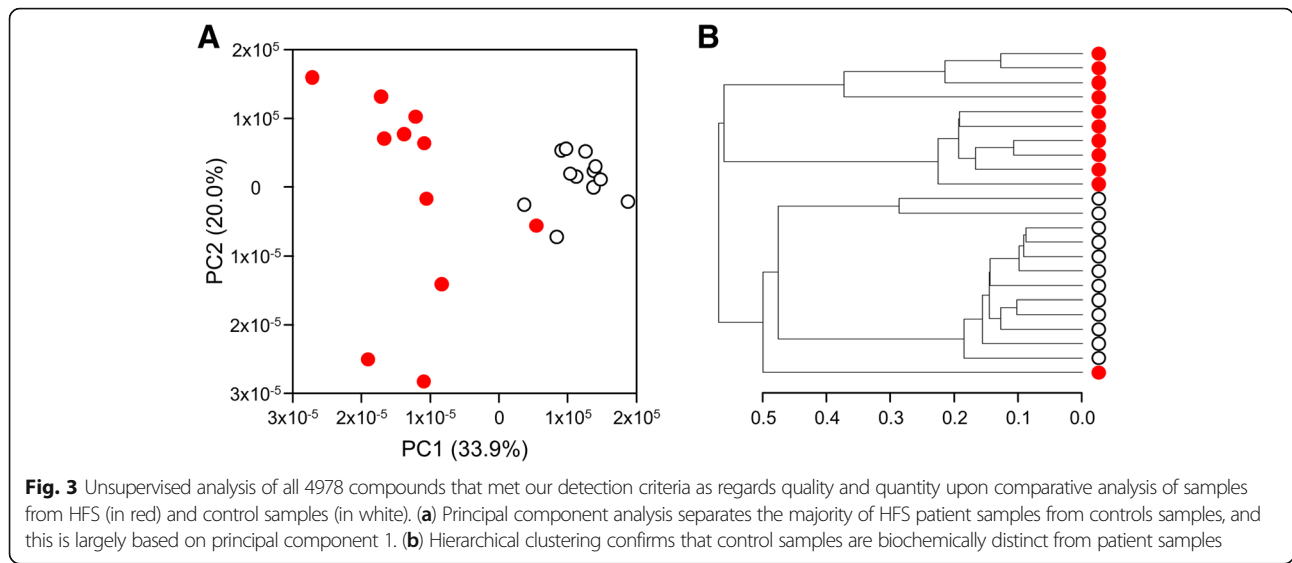 A
B
2x10⁵
1x10⁵
0
1x10⁻⁵
2x10⁻⁵
3x10⁻⁵
PC2 (20.0%)
3x10⁻⁵ 2x10⁻⁵ 1x10⁻⁵ 0 1x10⁵ 2x10⁵
PC1 (33.9%)
0.5 0.4 0.3 0.2 0.1 0.0
Fig. 3 Unsupervised analysis of all 4978 compounds that met our detection criteria as regards quality and quantity upon comparative analysis of samples
from HFS (in red) and control samples (in white). (a) Principal component analysis separates the majority of HFS patient samples from controls samples, and
this is largely based on principal component 1. (b) Hierarchical clustering confirms that control samples are biochemically distinct from patient samples